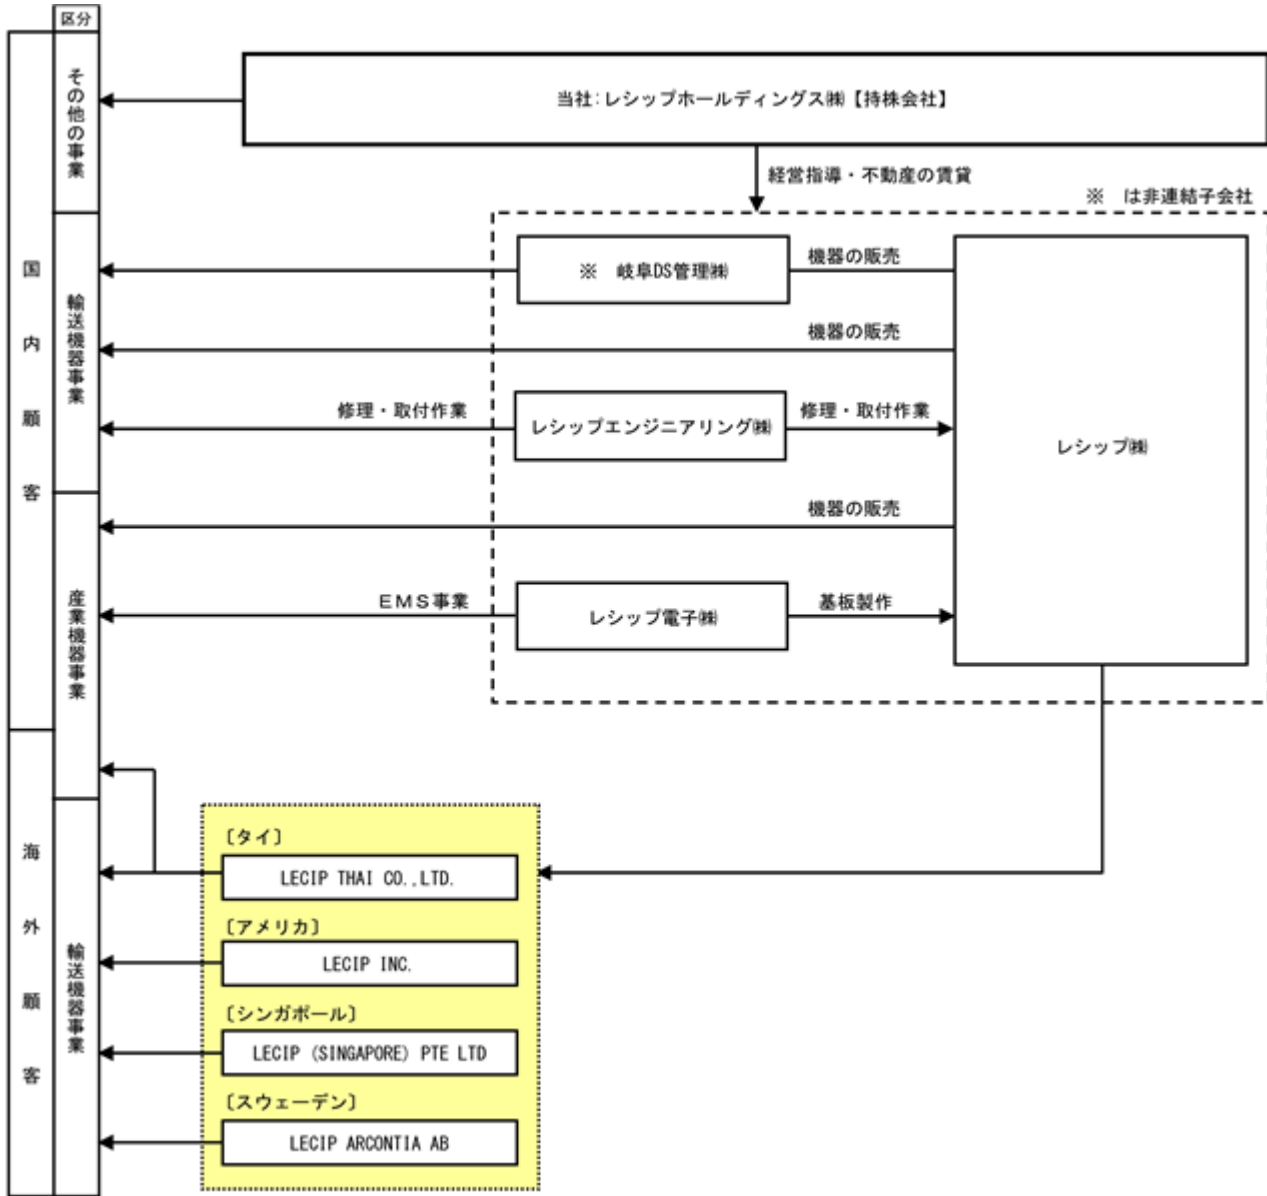 区分
その他の事業
当社:レシップホールディングス㈱【持株会社】
経営指導・不動産の賃貸
※　は非連結子会社
国内顧客
輸送機器事業
※　岐阜DS管理㈱
機器の販売
機器の販売
修理・取付作業
レシップエンジニアリング㈱
修理・取付作業
レシップ㈱
機器の販売
産業機器事業
EMS事業
レシップ電子㈱
基板製作
海外顧客
輸送機器事業
〔タイ〕
LECIP THAI CO.,LTD.
〔アメリカ〕
LECIP INC.
〔シンガポール〕
LECIP (SINGAPORE) PTE LTD
〔スウェーデン〕
LECIP ARCONTIA AB